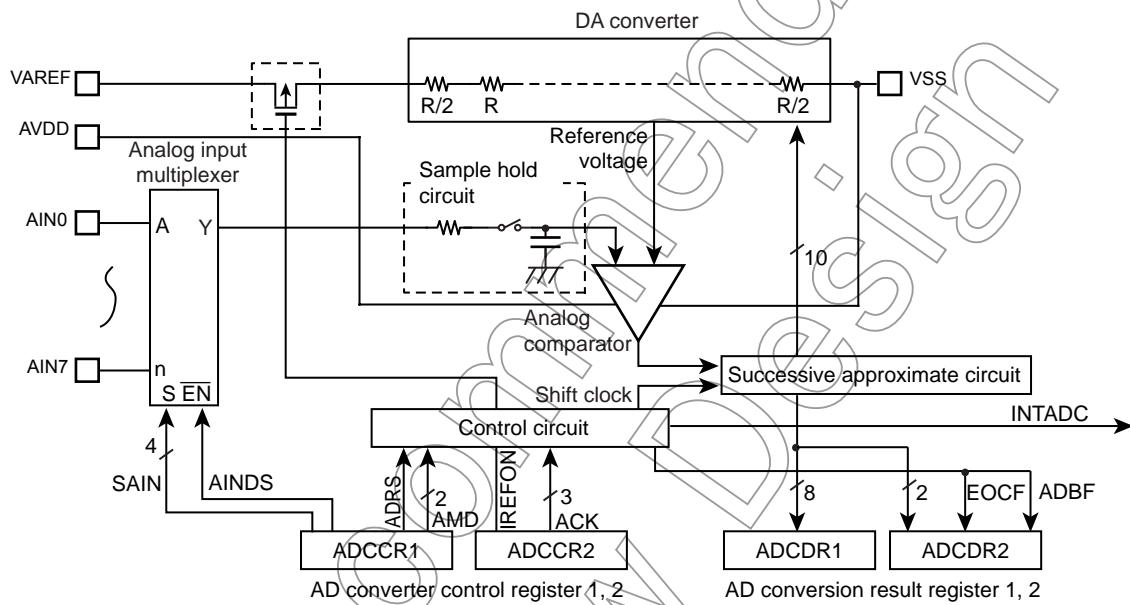 DA converter
VAREF
VSS
R/2
R
R/2
AVDD
Reference
voltage
Analog input
multiplexer
Sample hold
circuit
AIN0
A
Y
10
Analog
comparator
AIN7
n
S
EN
Successive approximate circuit
Shift clock
Control circuit
INTADC
4
SAIN
AINDS
ADRS
2
AMD
IREFON
3
ACK
8
2
EOCF
ADBF
ADCCR1
ADCCR2
ADCDR1
ADCDR2
AD converter control register 1, 2
AD conversion result register 1, 2